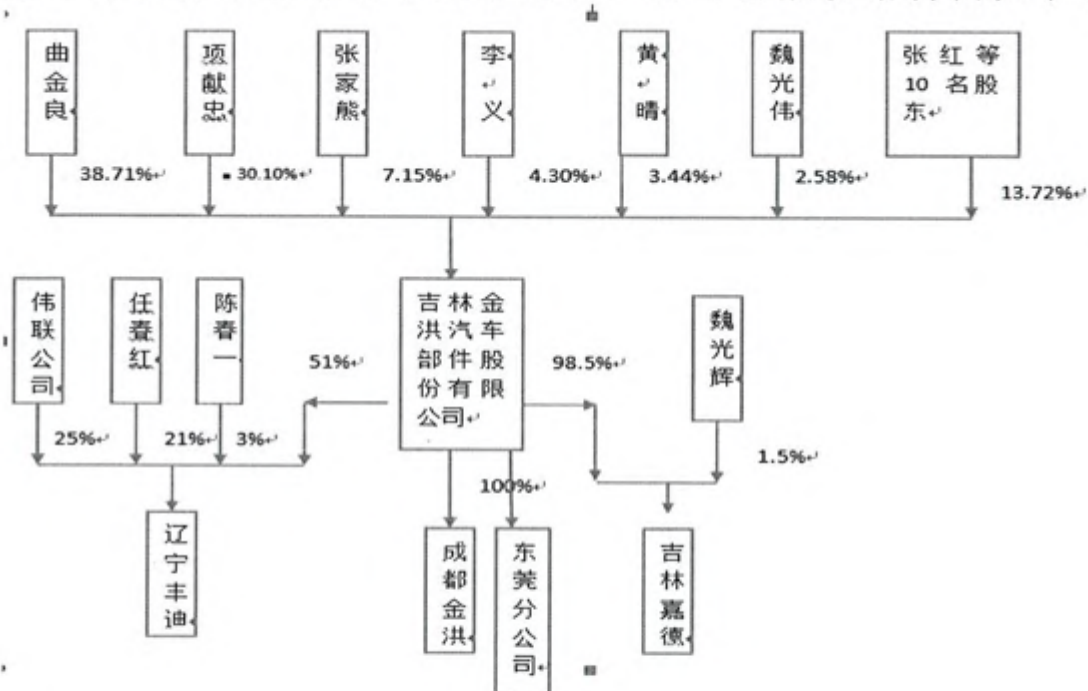 曲金良
项献忠
张家熊
李义
黄晴
魏光伟
张红等
10名股
东
38.71%
30.10%
7.15%
4.30%
3.44%
2.58%
13.72%
伟联公司
任壹红
陈春一
51%
吉林金
洪汽车
部件股
份有限
公司
98.5%
魏光辉
25%
21%
3%
100%
1.5%
辽宁丰迪
成都金洪
东莞分公司
吉林嘉德